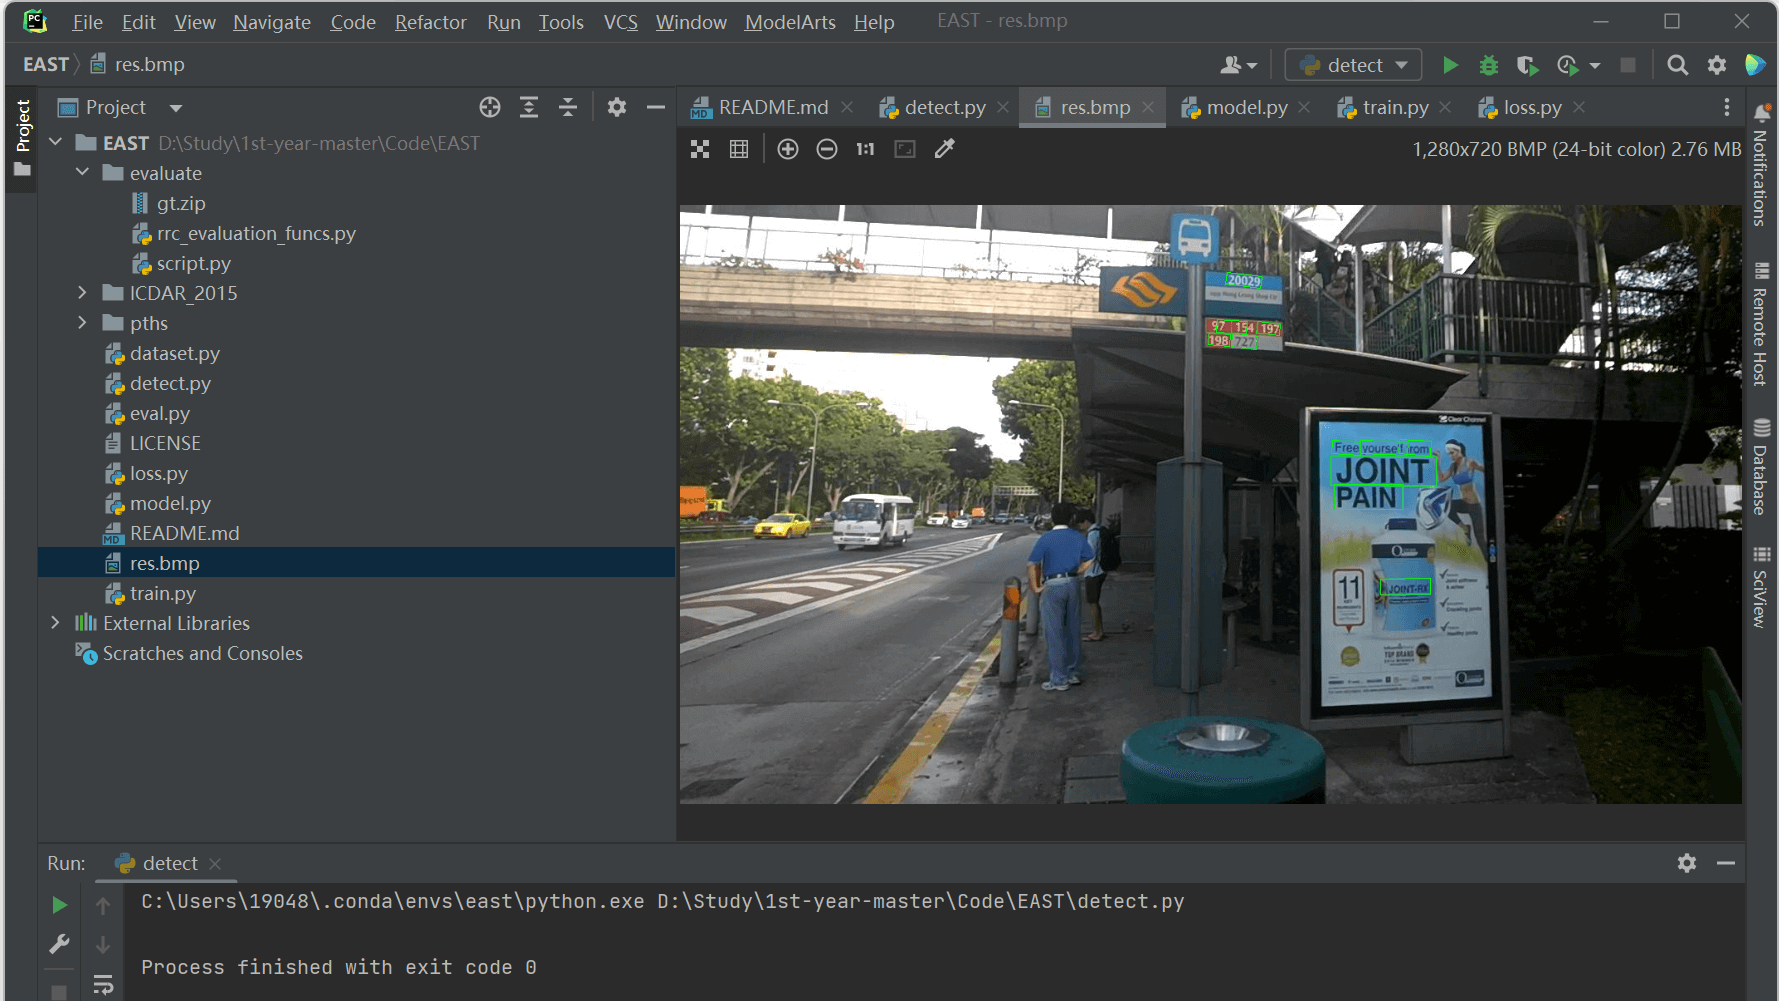 File Edit View Navigate Code Refactor Run Tools VCS Window ModelArts Help EAST - res.bmp
EAST res.bmp detect
Project
Project
README.md detect.py res.bmp model.py train.py loss.py
1:1 1,280x720 BMP (24-bit color) 2.76 MB
EAST D:\Study\1st-year-master\Code\EAST
evaluate
gt.zip
rrc_evaluation_funcs.py
script.py
ICDAR_2015
pths
dataset.py
detect.py
eval.py
LICENSE
loss.py
model.py
README.md
res.bmp
train.py
External Libraries
Scratches and Consoles
20029
97 154 197
198 727
Clear Channel
Free yourself from
JOINT
PAIN
JOINT-RX
11
TOP BRAND
Notifications
Remote Host
Database
SciView
Run: detect
C:\Users\19048\.conda\envs\east\python.exe D:\Study\1st-year-master\Code\EAST\detect.py
Process finished with exit code 0